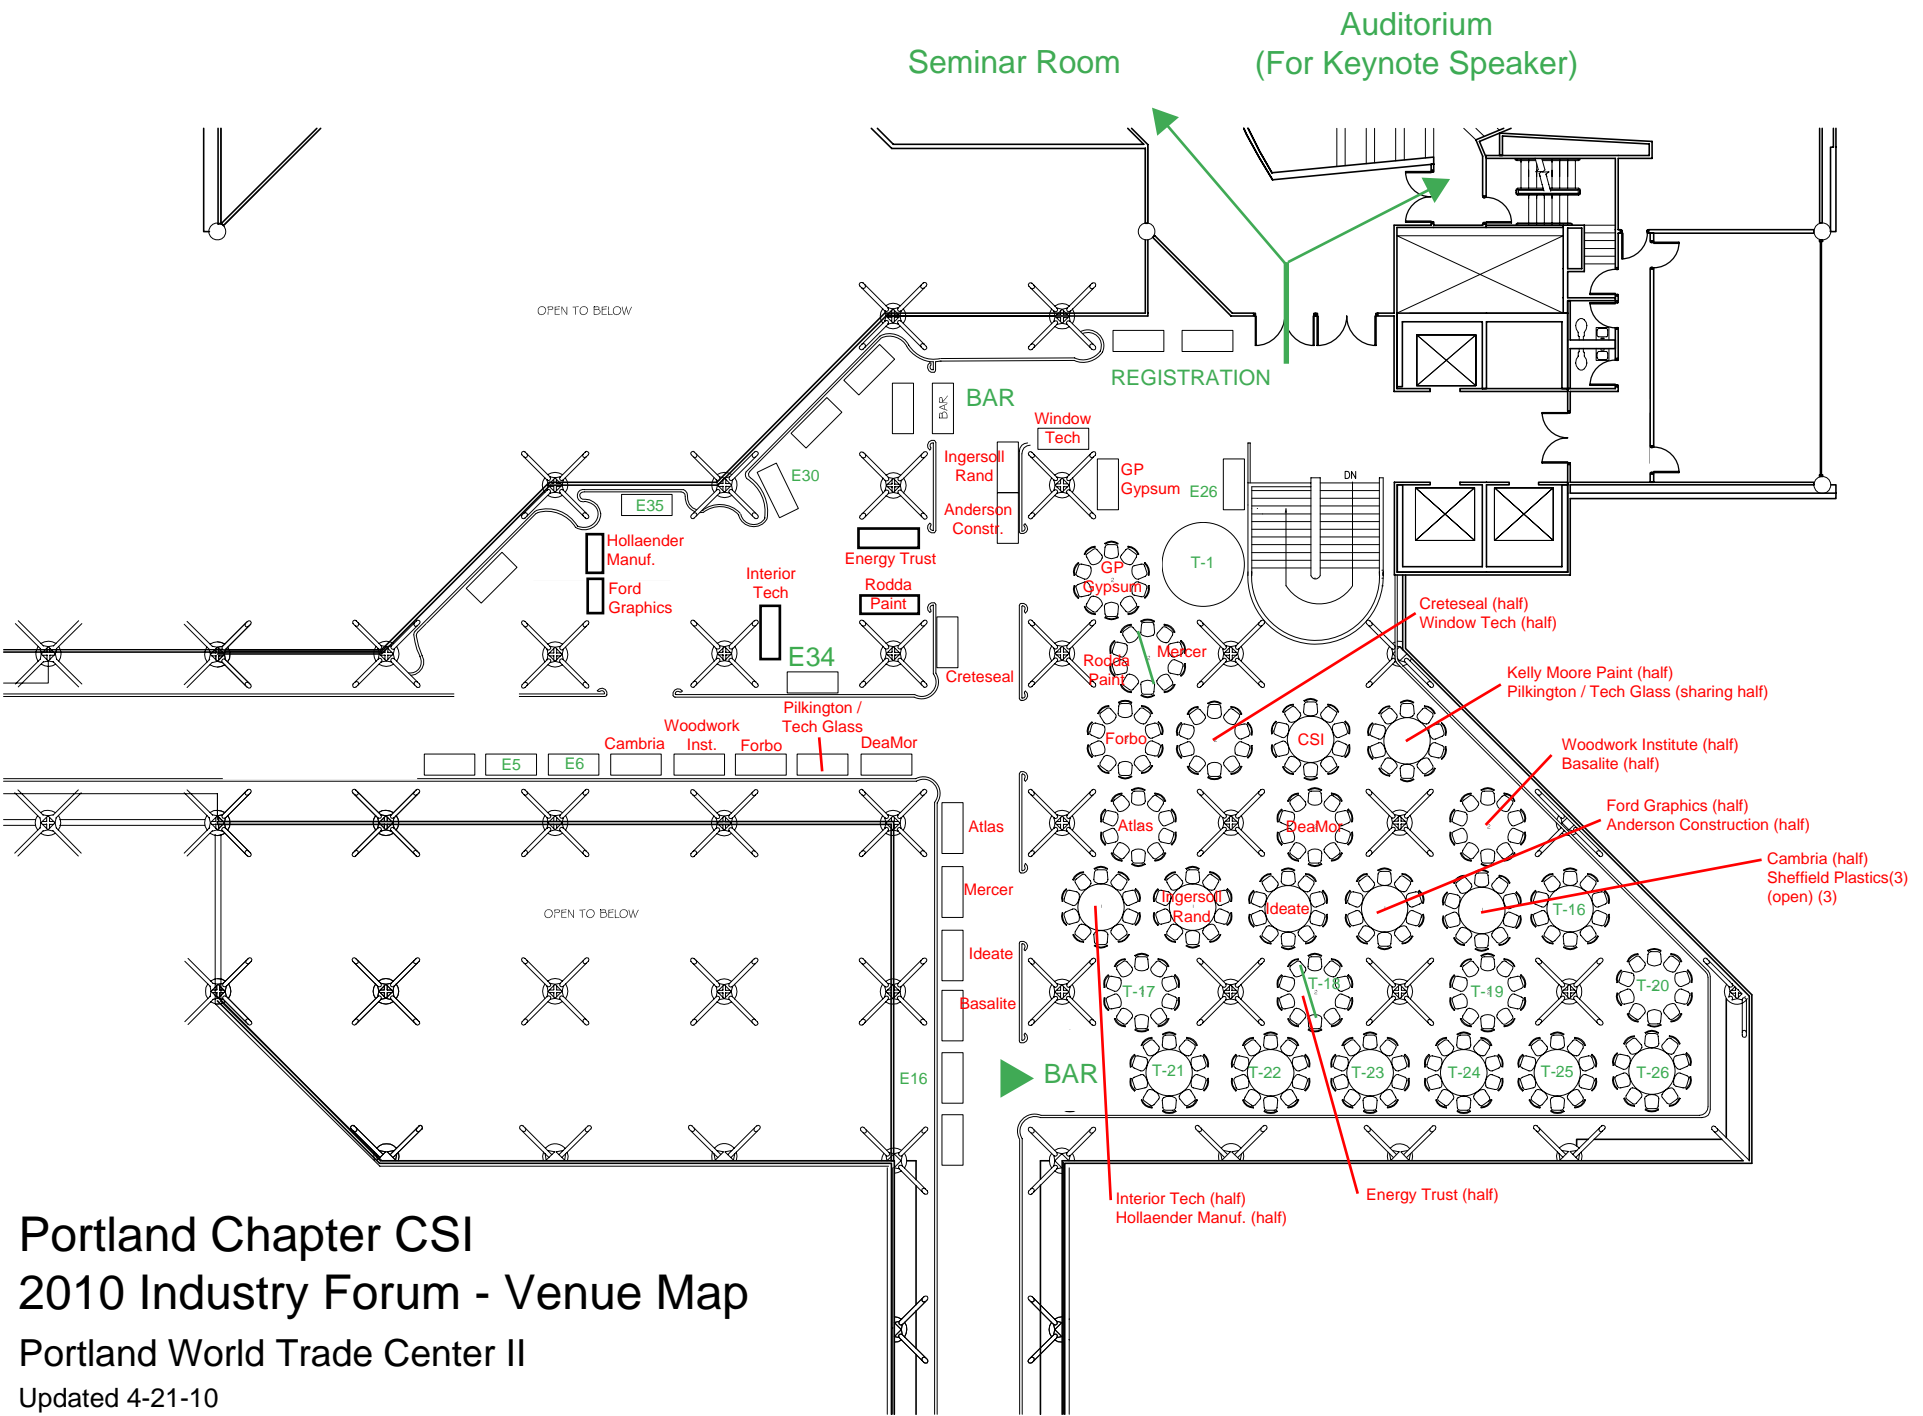 Auditorium
(For Keynote Speaker)
Seminar Room
OPEN TO BELOW
REGISTRATION
BAR
BAR
Window
Tech
Ingersoll
Rand
GP
Gypsum
E26
DN
E30
E35
Anderson
Constr.
Hollaender
Manuf.
Energy Trust
Interior
Tech
Ford
Graphics
Rodda
Paint
T-1
GP
Gypsum
Creteseal (half)
Window Tech (half)
E34
Creteseal
Rodda
Paint
Mercer
Kelly Moore Paint (half)
Pilkington / Tech Glass (sharing half)
Pilkington /
Tech Glass
Woodwork
Inst.
Cambria
Forbo
DeaMor
E5
E6
Forbo
CSI
Woodwork Institute (half)
Basalite (half)
Ford Graphics (half)
Anderson Construction (half)
Atlas
Atlas
DeaMor
Cambria (half)
Sheffield Plastics(3)
(open) (3)
Mercer
Ingersoll
Rand
Ideate
T-16
OPEN TO BELOW
Ideate
Basalite
T-17
T-18
T-19
T-20
E16
BAR
T-21
T-22
T-23
T-24
T-25
T-26
Interior Tech (half)
Hollaender Manuf. (half)
Energy Trust (half)
Portland Chapter CSI
2010 Industry Forum - Venue Map
Portland World Trade Center II
Updated 4-21-10